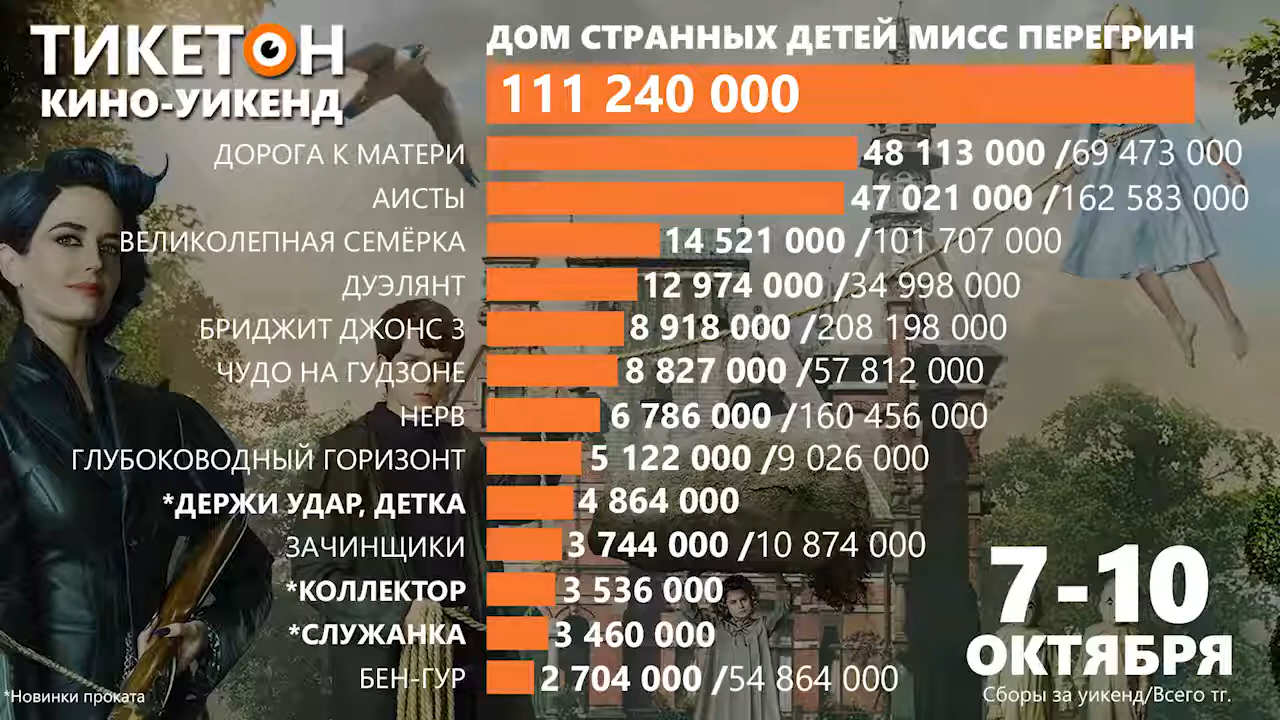 ТИКЕТОН
КИНО-УИКЕНД
ДОМ СТРАННЫХ ДЕТЕЙ МИСС ПЕРЕГРИН
111 240 000
ДОРОГА К МАТЕРИ 48 113 000 /69 473 000
АИСТЫ 47 021 000 /162 583 000
ВЕЛИКОЛЕПНАЯ СЕМЁРКА 14 521 000 /101 707 000
ДУЭЛЯНТ 12 974 000 /34 998 000
БРИДЖИТ ДЖОНС 3 8 918 000 /208 198 000
ЧУДО НА ГУДЗОНЕ 8 827 000 /57 812 000
НЕРВ 6 786 000 /160 456 000
ГЛУБОКОВОДНЫЙ ГОРИЗОНТ 5 122 000 /9 026 000
*ДЕРЖИ УДАР, ДЕТКА 4 864 000
ЗАЧИНЩИКИ 3 744 000 /10 874 000
*КОЛЛЕКТОР 3 536 000
*СЛУЖАНКА 3 460 000
БЕН-ГУР 2 704 000 /54 864 000
*Новинки проката
7-10
ОКТЯБРЯ
Сборы за уикенд/Всего тг.